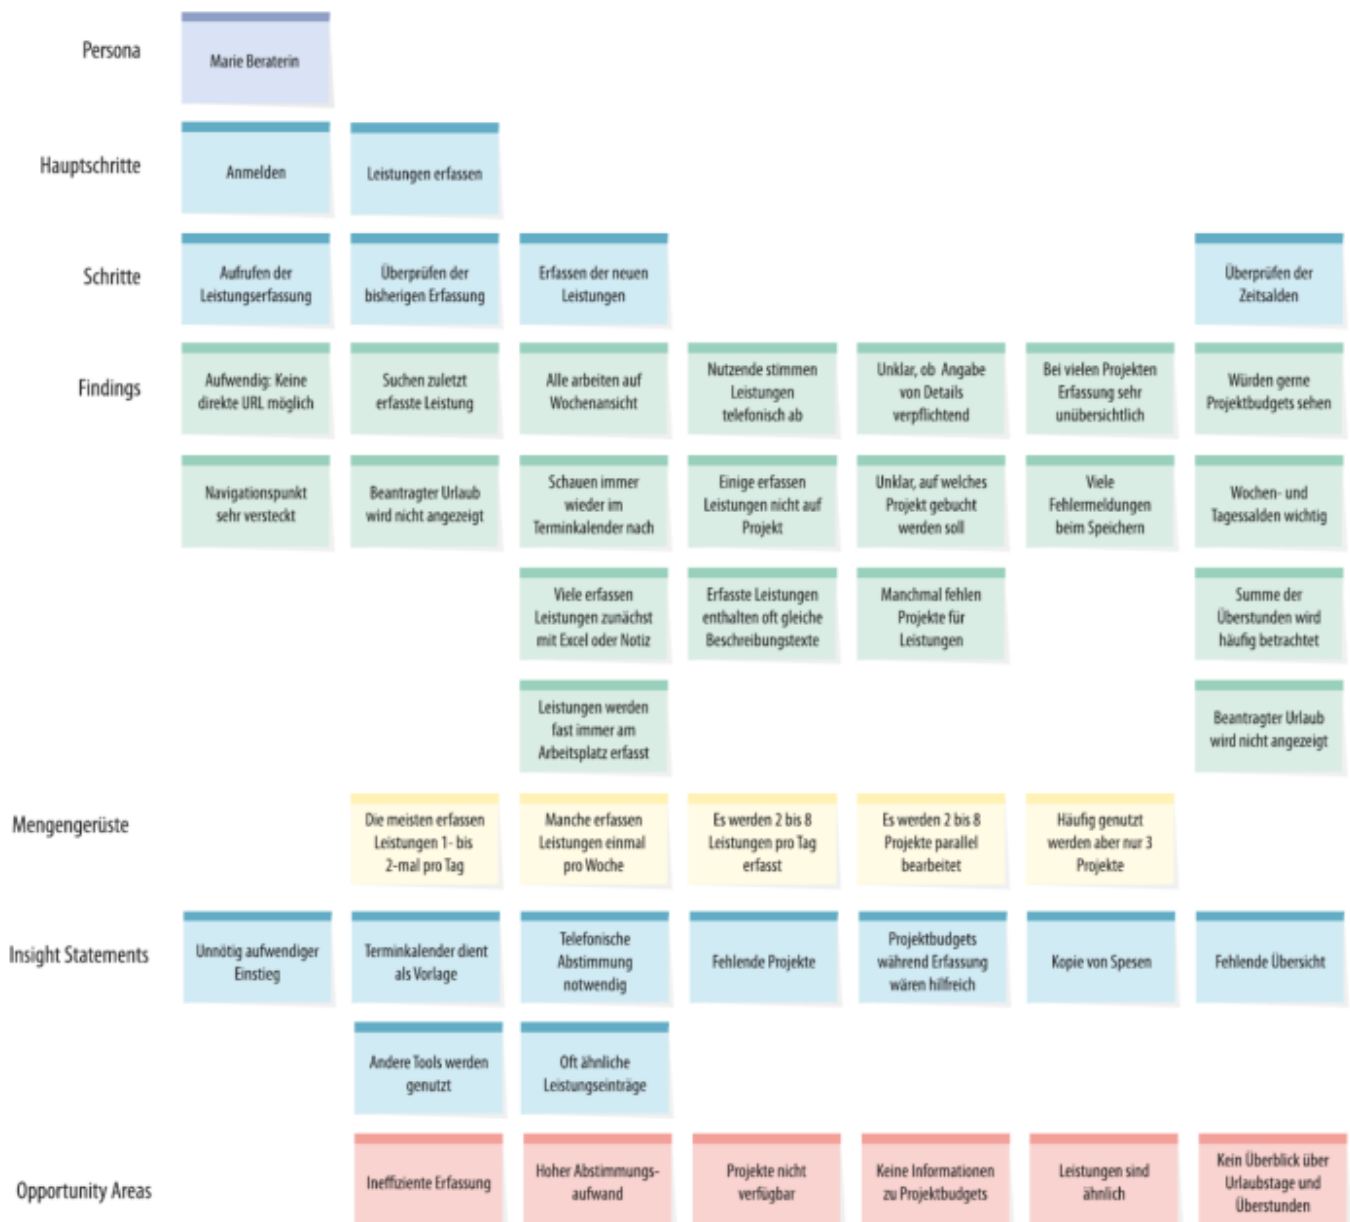 Persona
Marie Beraterin
Hauptschritte
Anmelden
Leistungen erfassen
Schritte
Aufrufen der
Leistungserfassung
Überprüfen der
bisherigen Erfassung
Erfassen der neuen
Leistungen
Überprüfen der
Zeitsalden
Findings
Aufwendig: Keine
direkte URL möglich
Suchen zuletzt
erfasste Leistung
Alle arbeiten auf
Wochenansicht
Nutzende stimmen
Leistungen
telefonisch ab
Unklar, ob Angabe
von Details
verpflichtend
Bei vielen Projekten
Erfassung sehr
unübersichtlich
Würden gerne
Projektbudgets sehen
Navigationspunkt
sehr versteckt
Beantragter Urlaub
wird nicht angezeigt
Schauen immer
wieder im
Terminkalender nach
Einige erfassen
Leistungen nicht auf
Projekt
Unklar, auf welches
Projekt gebucht
werden soll
Viele
Fehlermeldungen
beim Speichern
Wochen- und
Tagessalden wichtig
Viele erfassen
Leistungen zunächst
mit Excel oder Notiz
Erfasste Leistungen
enthalten oft gleiche
Beschreibungstexte
Manchmal fehlen
Projekte für
Leistungen
Summe der
Überstunden wird
häufig betrachtet
Leistungen werden
fast immer am
Arbeitsplatz erfasst
Beantragter Urlaub
wird nicht angezeigt
Mengengerüste
Die meisten erfassen
Leistungen 1- bis
2-mal pro Tag
Manche erfassen
Leistungen einmal
pro Woche
Es werden 2 bis 8
Leistungen pro Tag
erfasst
Es werden 2 bis 8
Projekte parallel
bearbeitet
Häufig genutzt
werden aber nur 3
Projekte
Insight Statements
Unnötig aufwendiger
Einstieg
Terminkalender dient
als Vorlage
Telefonische
Abstimmung
notwendig
Fehlende Projekte
Projektbudgets
während Erfassung
wären hilfreich
Kopie von Spesen
Fehlende Übersicht
Andere Tools werden
genutzt
Oft ähnliche
Leistungseinträge
Opportunity Areas
Ineffiziente Erfassung
Hoher Abstimmungs-
aufwand
Projekte nicht
verfügbar
Keine Informationen
zu Projektbudgets
Leistungen sind
ähnlich
Kein Überblick über
Urlaubstage und
Überstunden